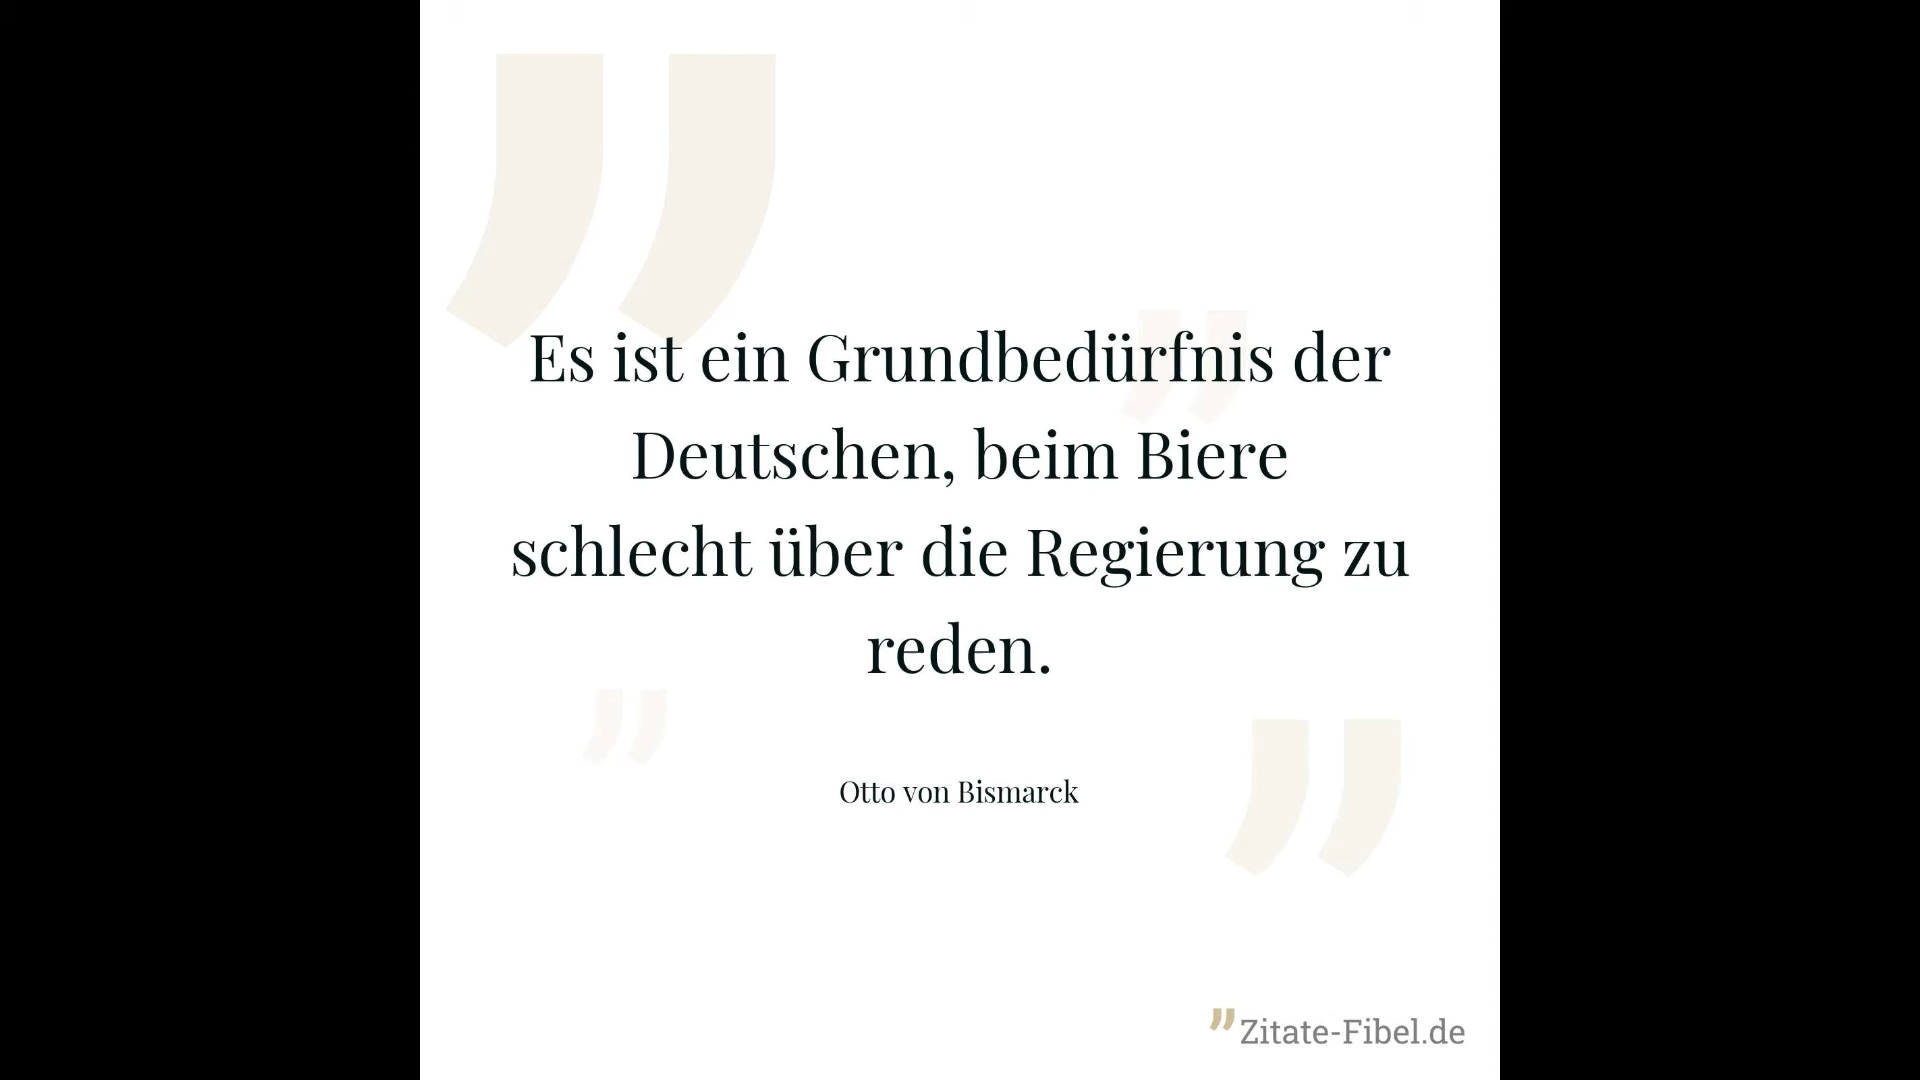 Es ist ein Grundbedürfnis der
Deutschen, beim Biere
schlecht über die Regierung zu
reden.
Otto von Bismarck
Zitate-Fibel.de